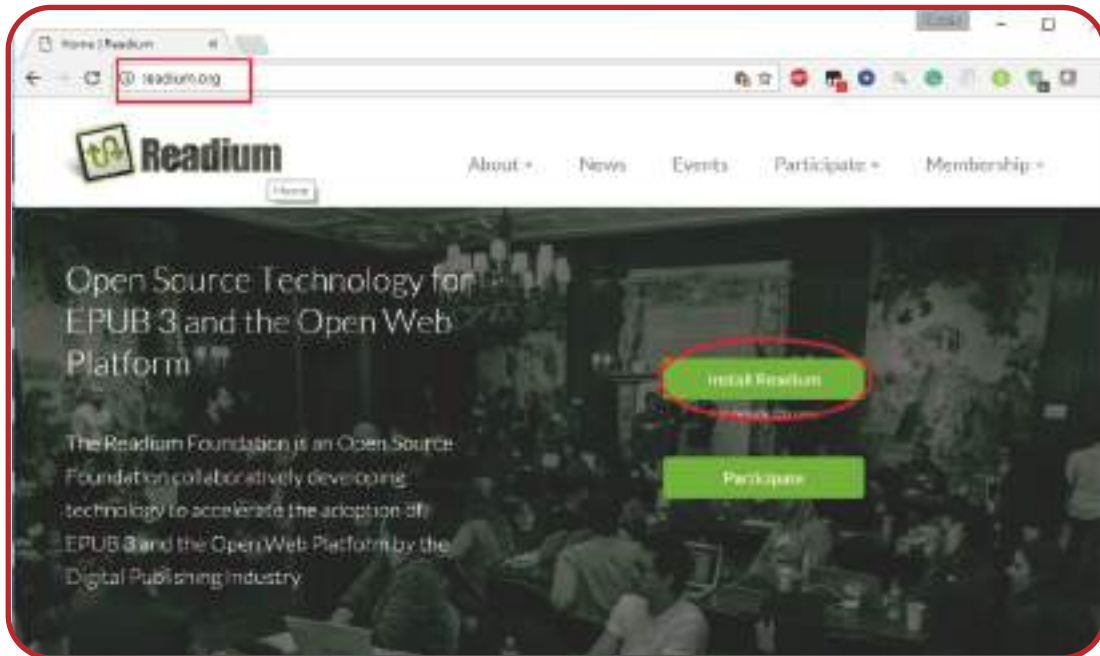 Home | Readium
readium.org
Readium
About
News
Events
Participate
Membership
Home
Open Source Technology for
EPUB 3 and the Open Web
Platform
Install Readium
The Readium Foundation is an Open Source
Foundation collaboratively developing
technology to accelerate the adoption of
EPUB 3 and the Open Web Platform by the
Digital Publishing Industry
Participate